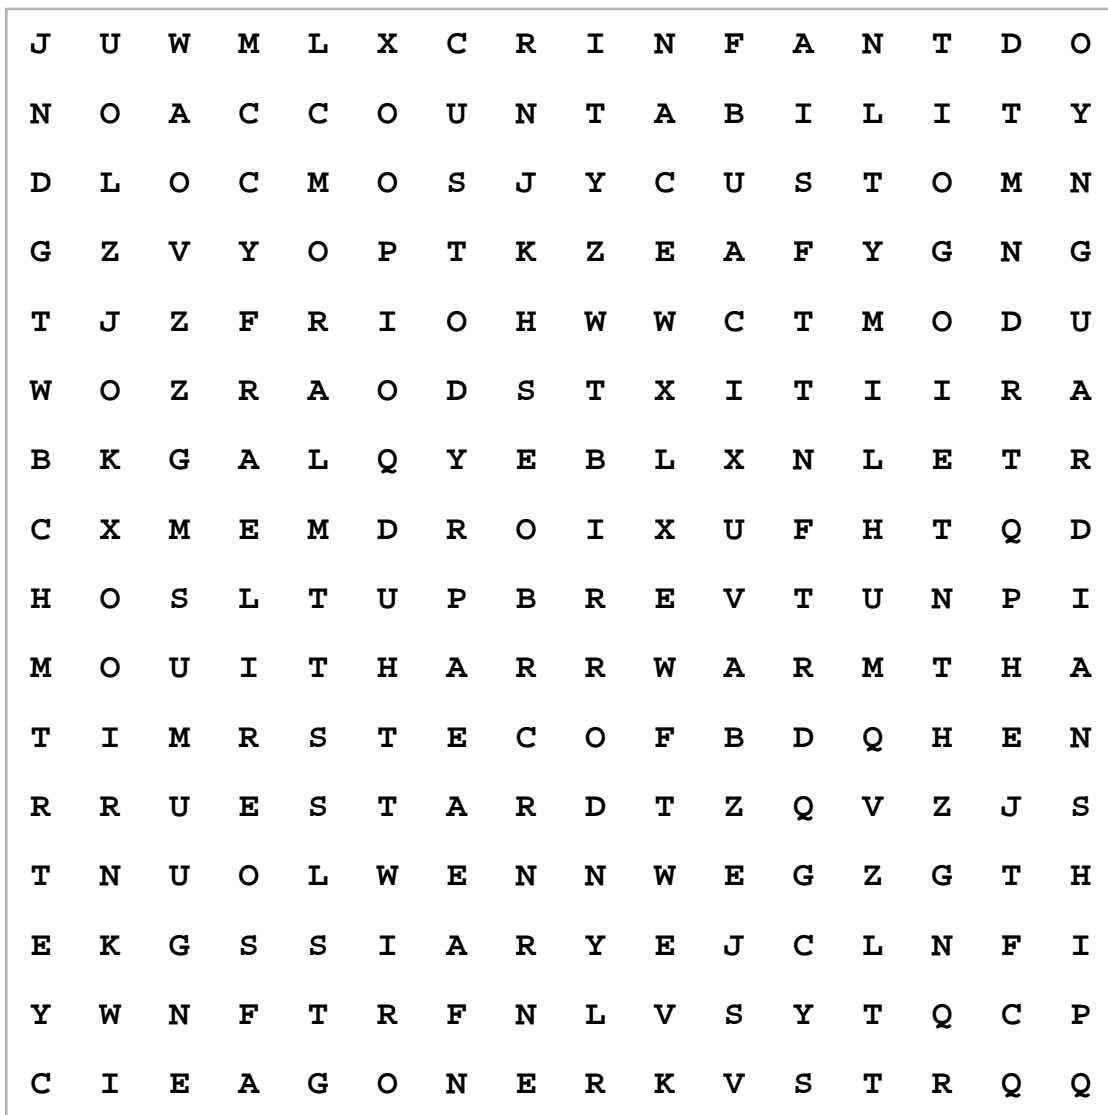 J U W M L X C R I N F A N T D O
N O A C C O U N T A B I L I T Y
D L O C M O S J Y C U S T O M N
G Z V Y O P T K Z E A F Y G N G
T J Z F R I O H W W C T M O D U
W O Z R A O D S T X I T I I R A
B K G A L Q Y E B L X N L E T R
C X M E M D R O I X U F H T Q D
H O S L T U P B R E V T U N P I
M O U I T H A R R W A R M T H A
T I M R S T E C O F B D Q H E N
R R U E S T A R D T Z Q V Z J S
T N U O L W E N N W E G Z G T H
E K G S S I A R Y E J C L N F I
Y W N F T R F N L V S Y T Q C P
C I E A G O N E R K V S T R Q Q